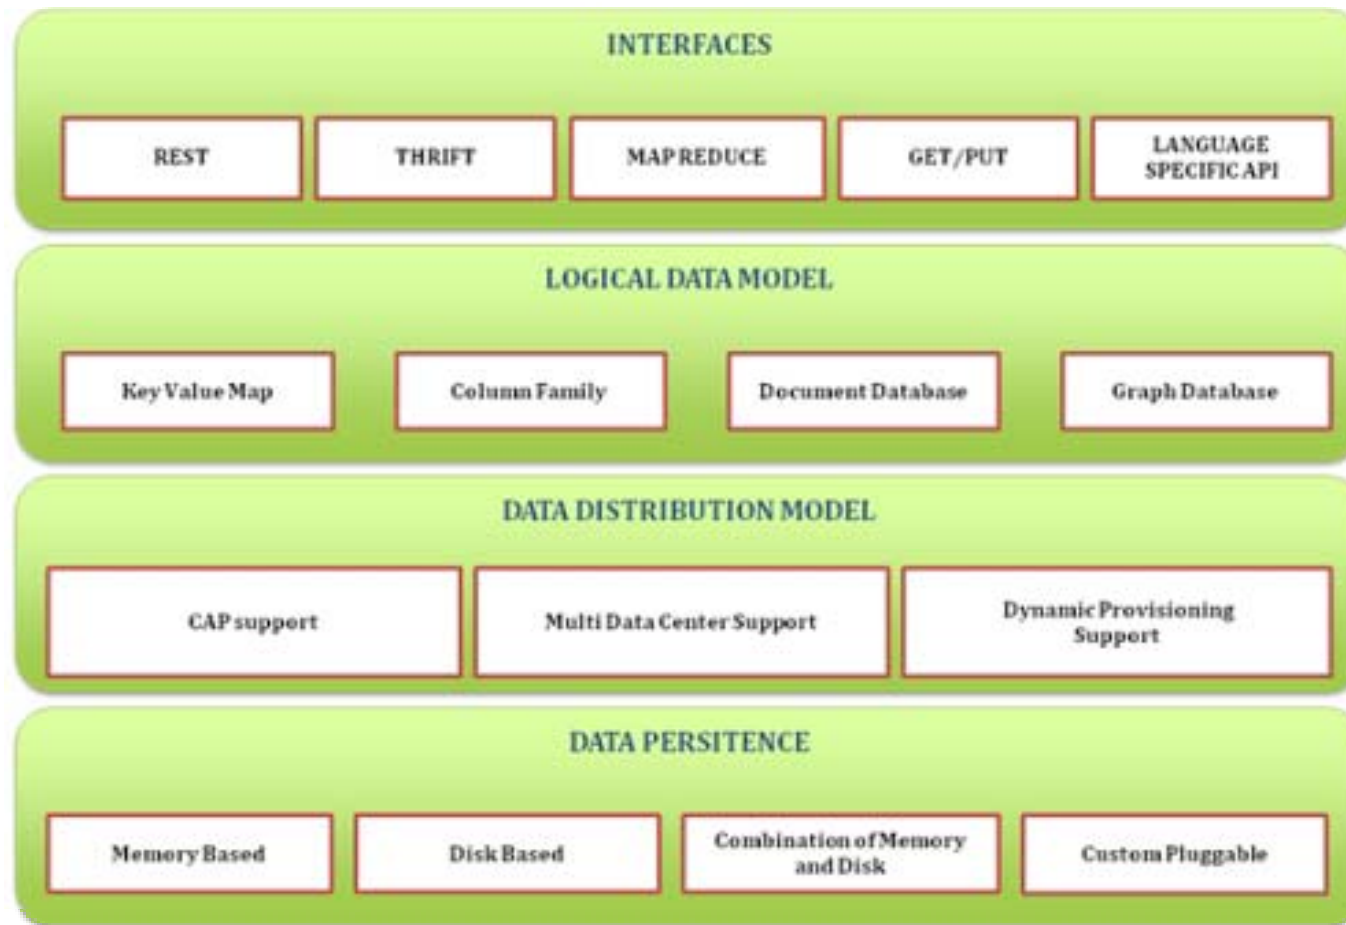 INTERFACES
REST
THRIFT
MAP REDUCE
GET/PUT
LANGUAGE
SPECIFIC API
LOGICAL DATA MODEL
Key Value Map
Column Family
Document Database
Graph Database
DATA DISTRIBUTION MODEL
CAP support
Multi Data Center Support
Dynamic Provisioning
Support
DATA PERSITENCE
Memory Based
Disk Based
Combination of Memory
and Disk
Custom Pluggable